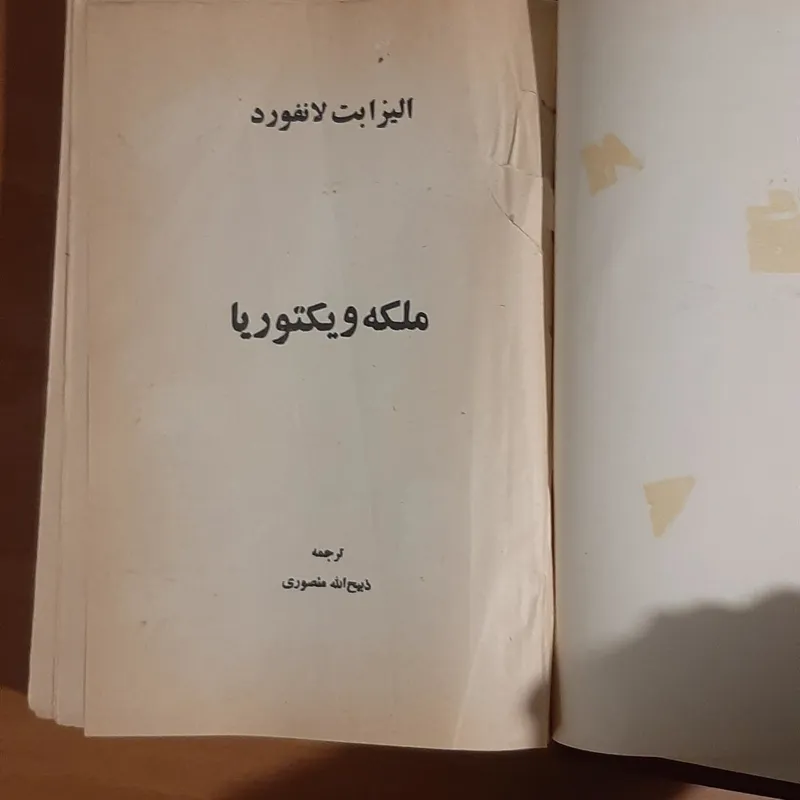 الیزابت لانفورد
ملکه ویکتوریا
ترجمه
ذبیح‌الله منصوری